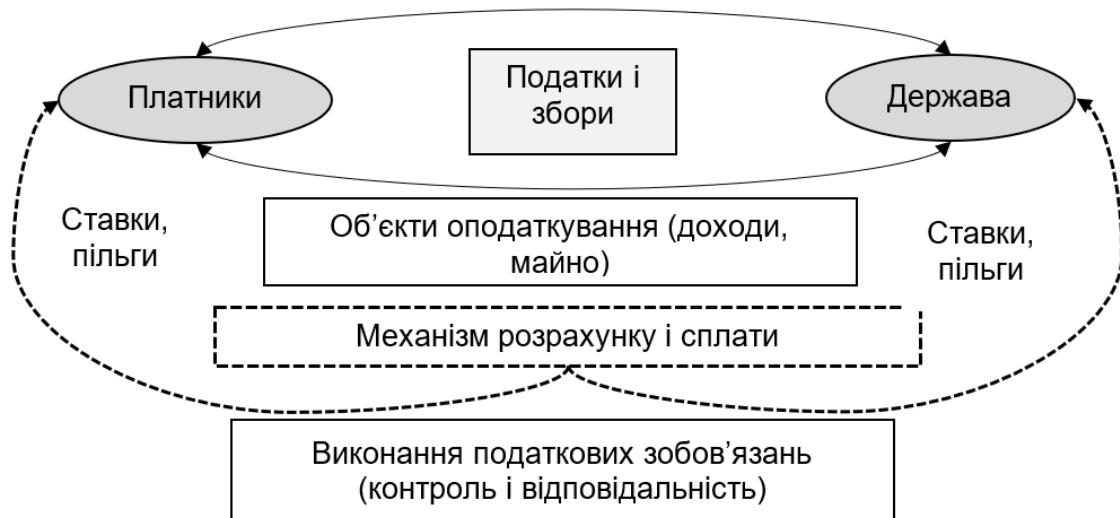 Платники
Податки і
збори
Держава
Ставки,
пільги
Об’єкти оподаткування (доходи,
майно)
Ставки,
пільги
Механізм розрахунку і сплати
Виконання податкових зобов’язань
(контроль і відповідальність)